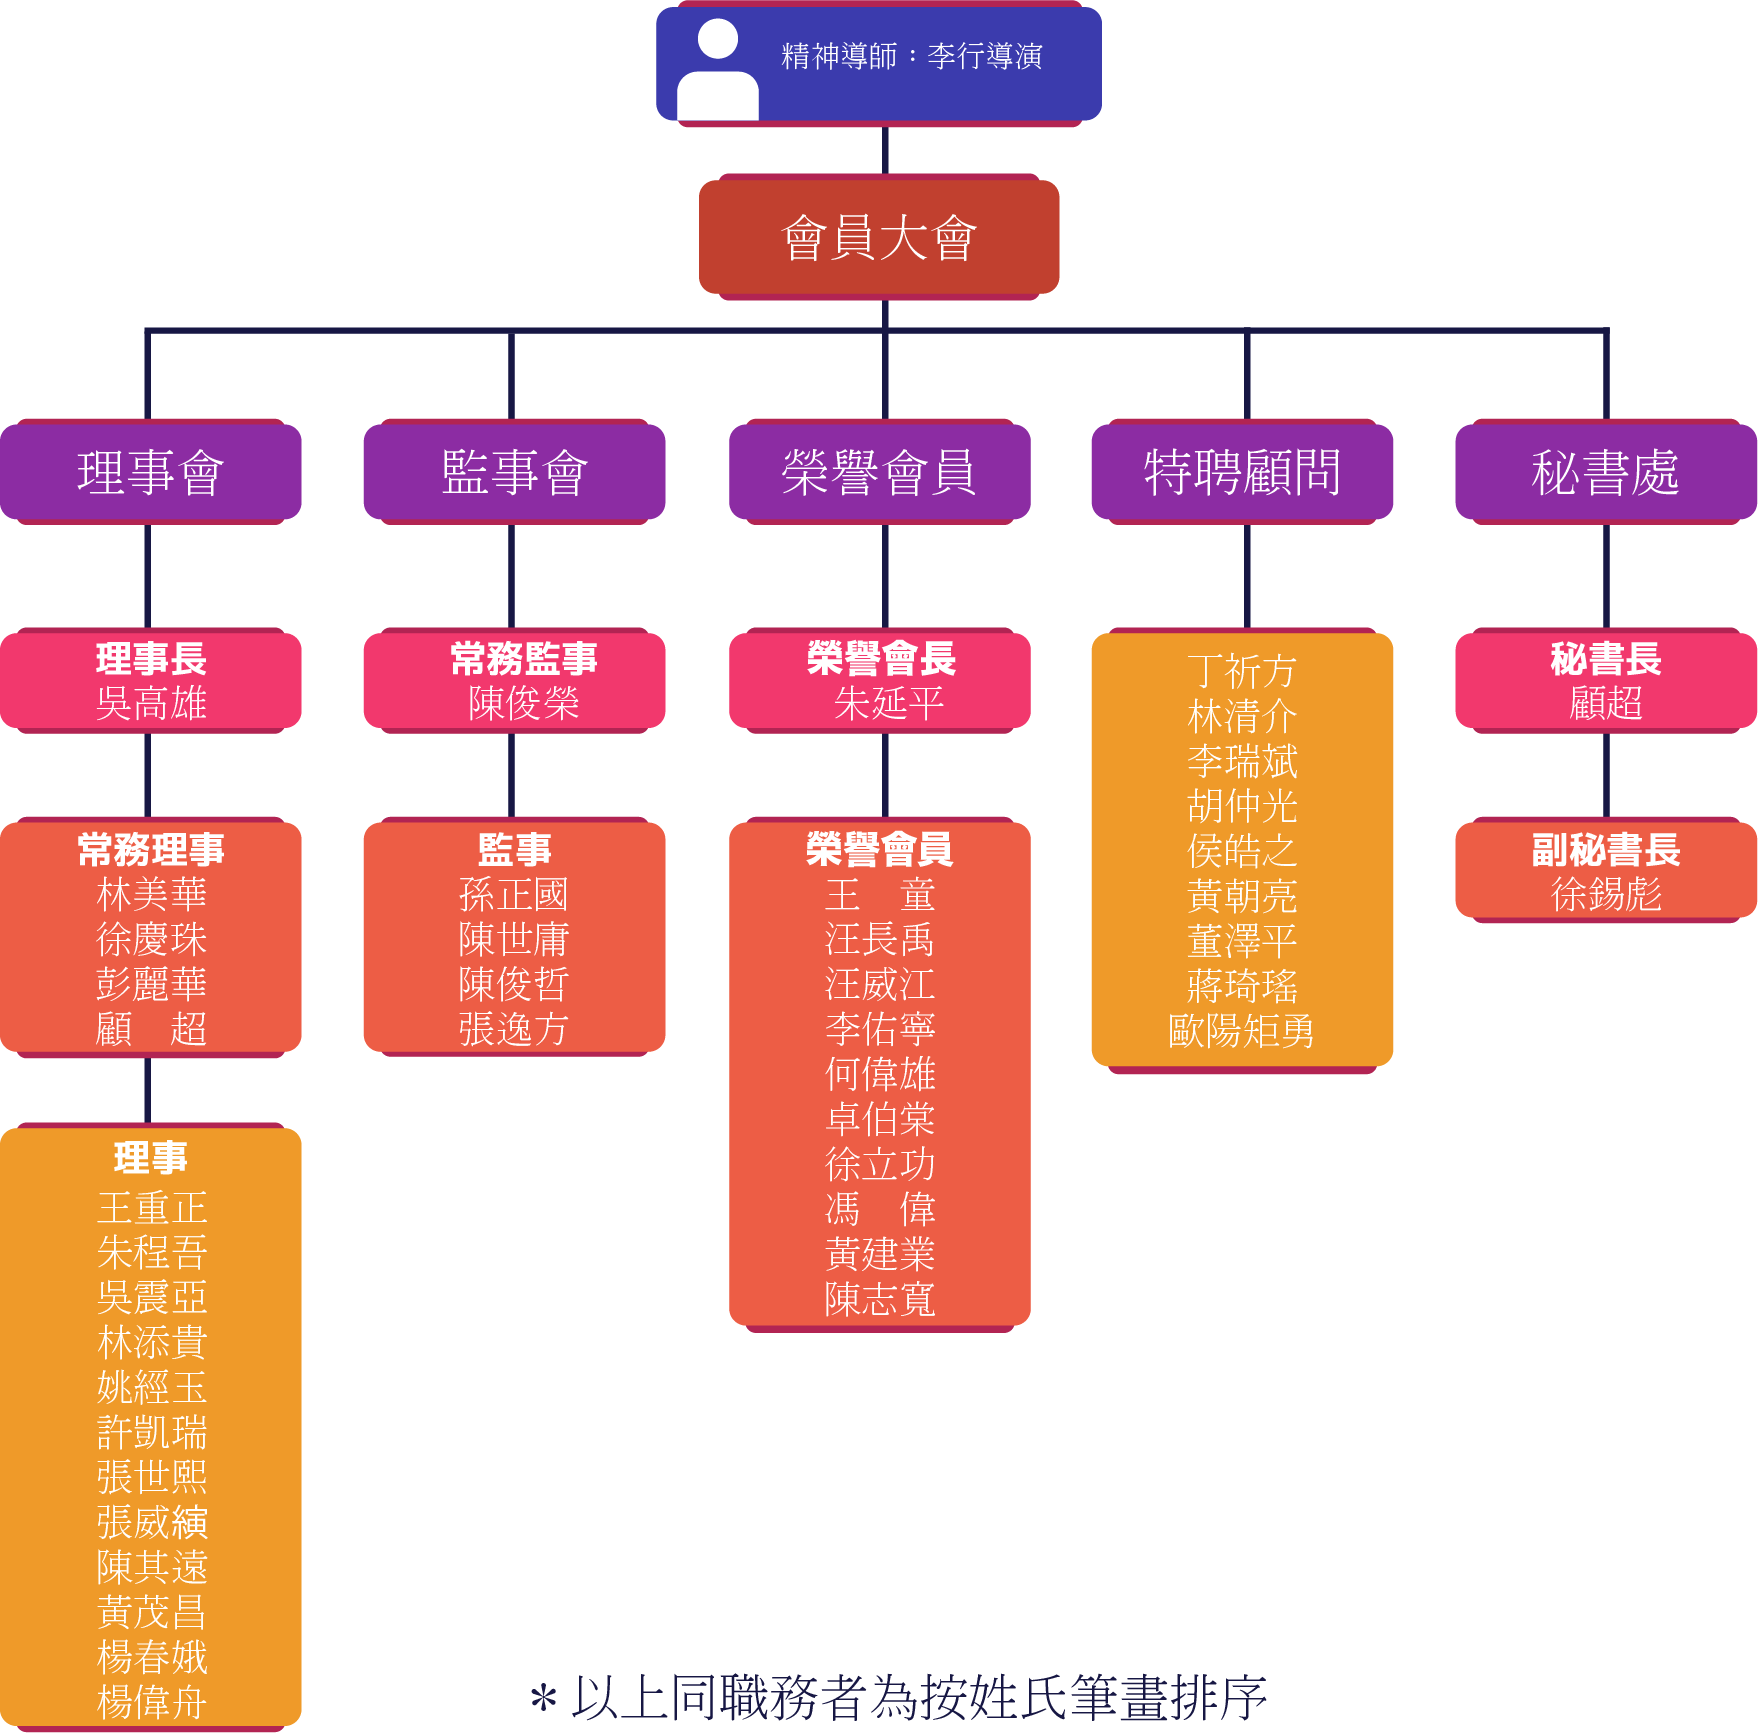 精神導師：李行導演
會員大會
理事會
監事會
榮譽會員
特聘顧問
秘書處
理事長
吳高雄
常務理事
林美華
徐慶珠
彭麗華
顧　超
理事
王重正
朱程吾
吳震亞
林添貴
姚經玉
許凱瑞
張世熙
張威縯
陳其遠
黃茂昌
楊春娥
楊偉舟
常務監事
陳俊榮
監事
孫正國
陳世庸
陳俊哲
張逸方
榮譽會長
朱延平
榮譽會員
王　童
汪長禹
汪威江
李佑寧
何偉雄
卓伯棠
徐立功
馮　偉
黃建業
陳志寬
丁祈方
林清介
李瑞斌
胡仲光
侯皓之
黃朝亮
董澤平
蔣琦瑤
歐陽矩勇
秘書長
顧超
副秘書長
徐錫彪
＊以上同職務者為按姓氏筆畫排序